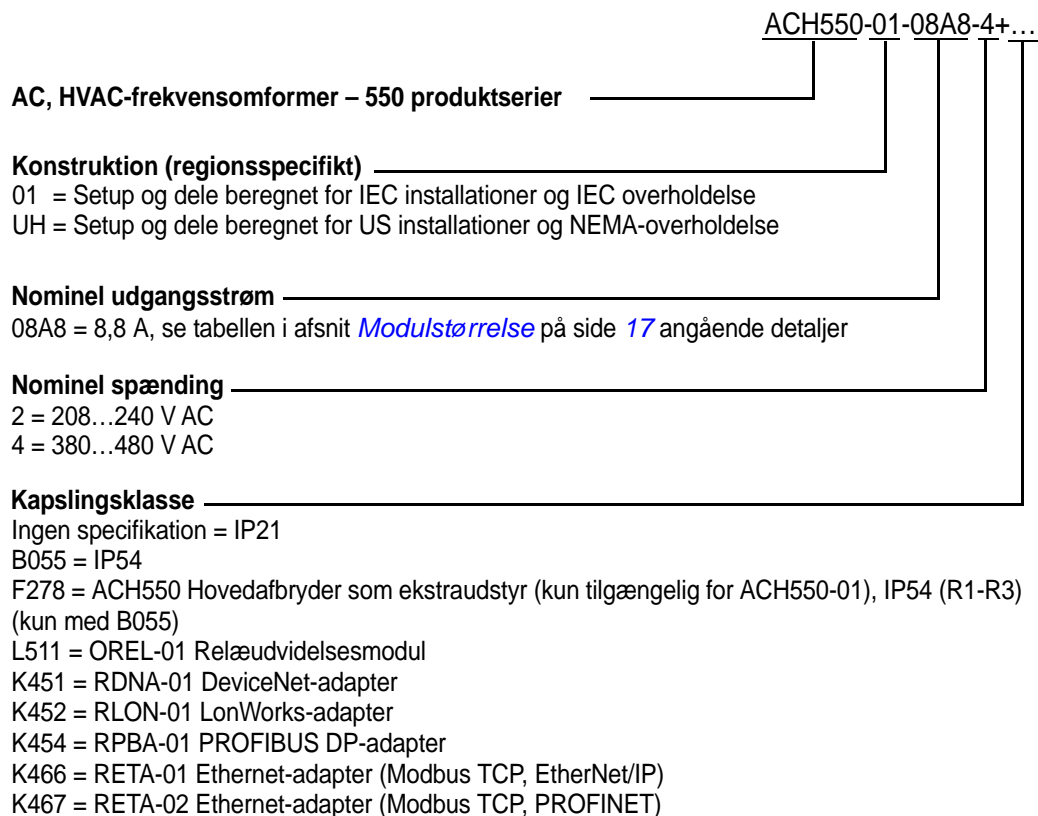 ACH550-01-08A8-4+…
AC, HVAC-frekvensomformer – 550 produktserier
Konstruktion (regionsspecifikt)
01 = Setup og dele beregnet for IEC installationer og IEC overholdelse
UH = Setup og dele beregnet for US installationer og NEMA-overholdelse
Nominel udgangsstrøm
08A8 = 8,8 A, se tabellen i afsnit Modulstørrelse på side 17 angående detaljer
Nominel spænding
2 = 208…240 V AC
4 = 380…480 V AC
Kapslingsklasse
Ingen specifikation = IP21
B055 = IP54
F278 = ACH550 Hovedafbryder som ekstraudstyr (kun tilgængelig for ACH550-01), IP54 (R1-R3)
(kun med B055)
L511 = OREL-01 Relæudvidelsesmodul
K451 = RDNA-01 DeviceNet-adapter
K452 = RLON-01 LonWorks-adapter
K454 = RPBA-01 PROFIBUS DP-adapter
K466 = RETA-01 Ethernet-adapter (Modbus TCP, EtherNet/IP)
K467 = RETA-02 Ethernet-adapter (Modbus TCP, PROFINET)